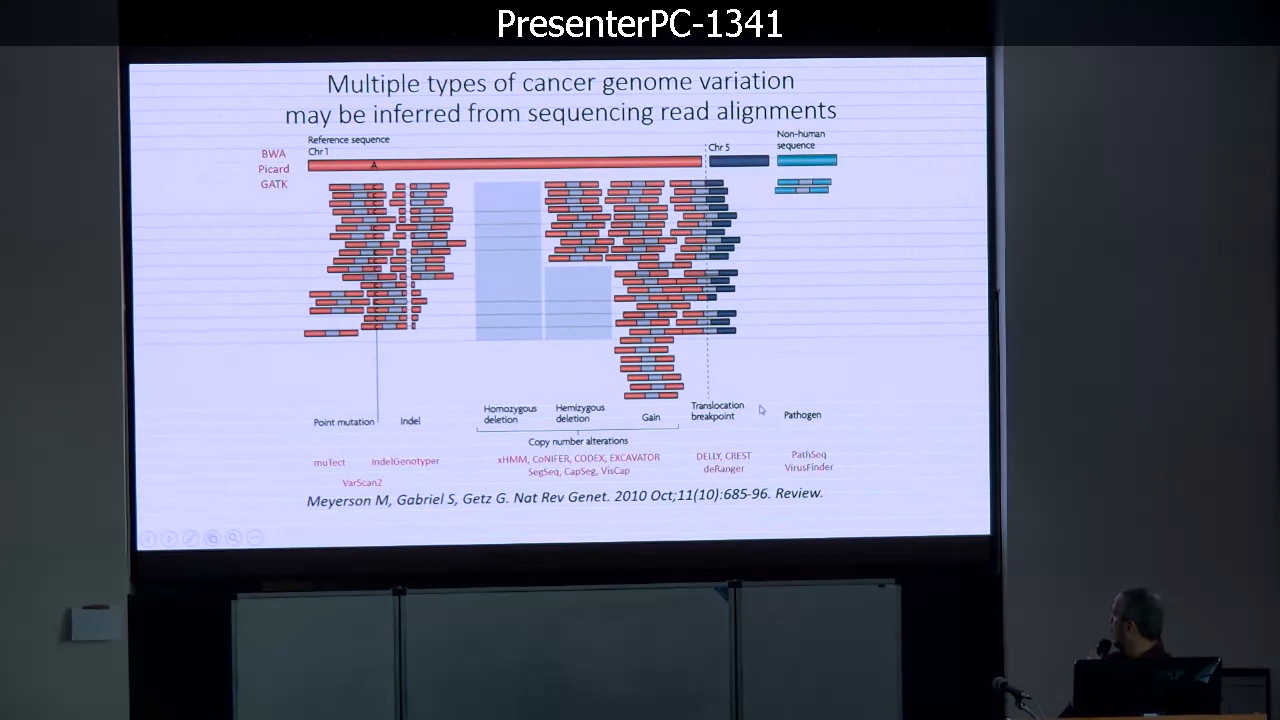 PresenterPC-1341
Multiple types of cancer genome variation
may be inferred from sequencing read alignments
Reference sequence
Chr 1
Chr 5
Non-human
sequence
BWA
Picard
GATK
A
Point mutation
Indel
Homozygous
deletion
Hemizygous
deletion
Gain
Translocation
breakpoint
Pathogen
Copy number alterations
muTect
IndelGenotyper
VarScan2
xHMM, CoNIFER, CODEX, EXCAVATOR
SegSeq, CapSeg, VisCap
DELLY, CREST
deRanger
PathSeq
VirusFinder
Meyerson M, Gabriel S, Getz G. Nat Rev Genet. 2010 Oct;11(10):685-96. Review.